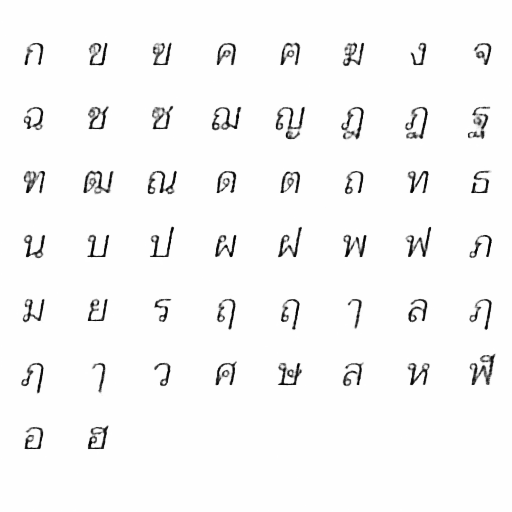 ก ข ฃ ค ฅ ฆ ง จ
ฉ ช ซ ฌ ญ ฎ ฏ ฐ
ฑ ฒ ณ ด ต ถ ท ธ
น บ ป ผ ฝ พ ฟ ภ
ม ย ร ฤ ฤ ๅ ล ฦ
ฦ ๅ ว ศ ษ ส ห ฬ
อ ฮ